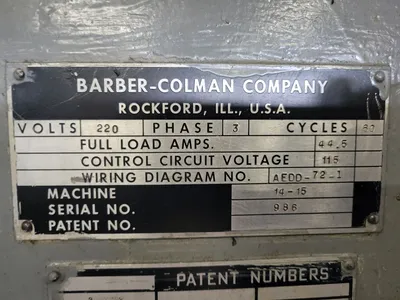 BARBER-COLMAN COMPANY
ROCKFORD, ILL., U.S.A.
VOLTS 220 PHASE 3 CYCLES 60
FULL LOAD AMPS. 44.5
CONTROL CIRCUIT VOLTAGE 115
WIRING DIAGRAM NO. AEDD-72-1
MACHINE 14-15
SERIAL NO. 986
PATENT NO.
PATENT NUMBERS